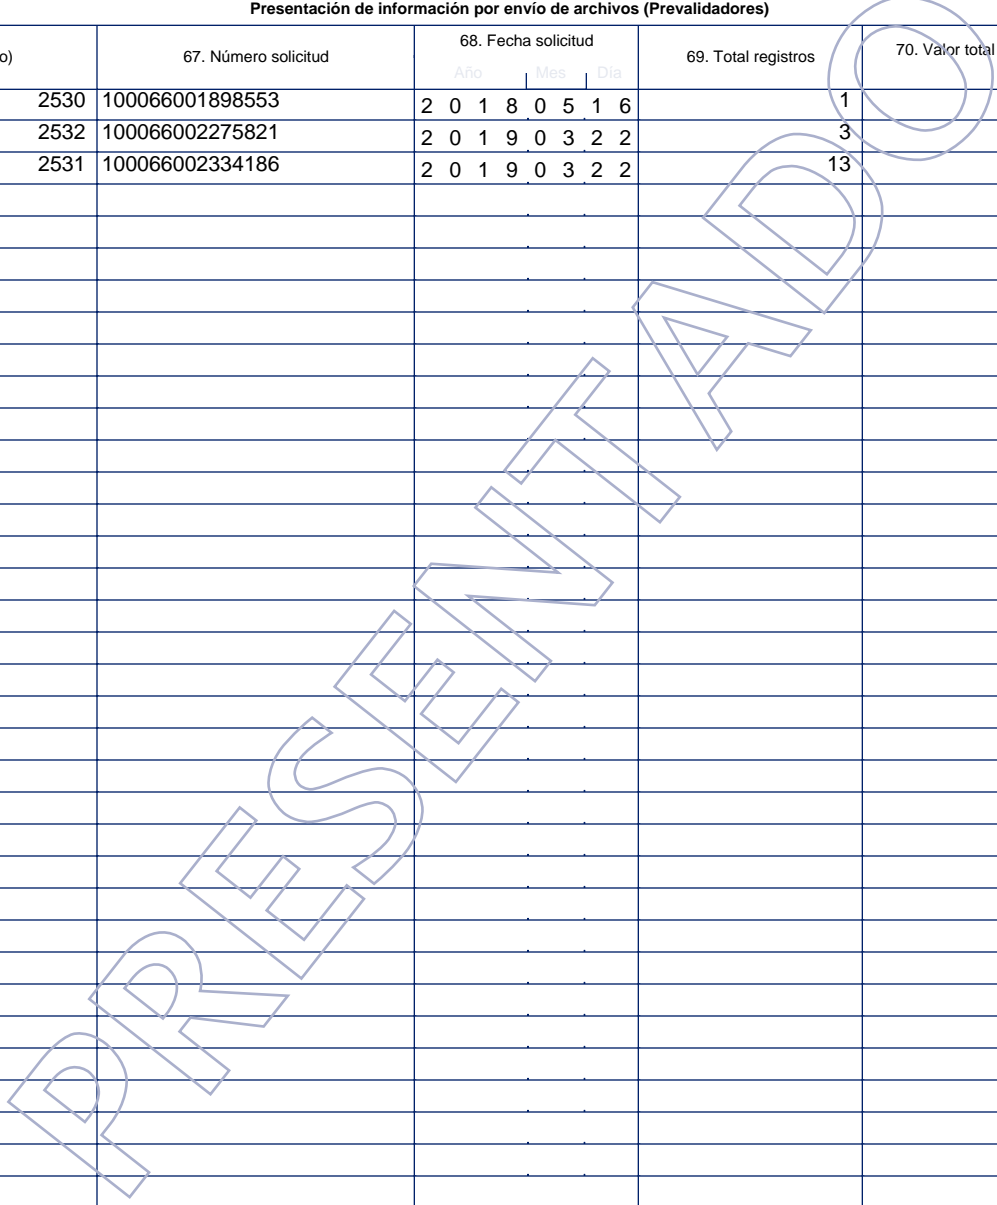 Presentación de información por envío de archivos (Prevalidadores)
o) 67. Número solicitud 68. Fecha solicitud 69. Total registros 70. Valor total
Año Mes Día
2530 100066001898553 2 0 1 8 0 5 1 6 1
2532 100066002275821 2 0 1 9 0 3 2 2 3
2531 100066002334186 2 0 1 9 0 3 2 2 13
PRESENTADO